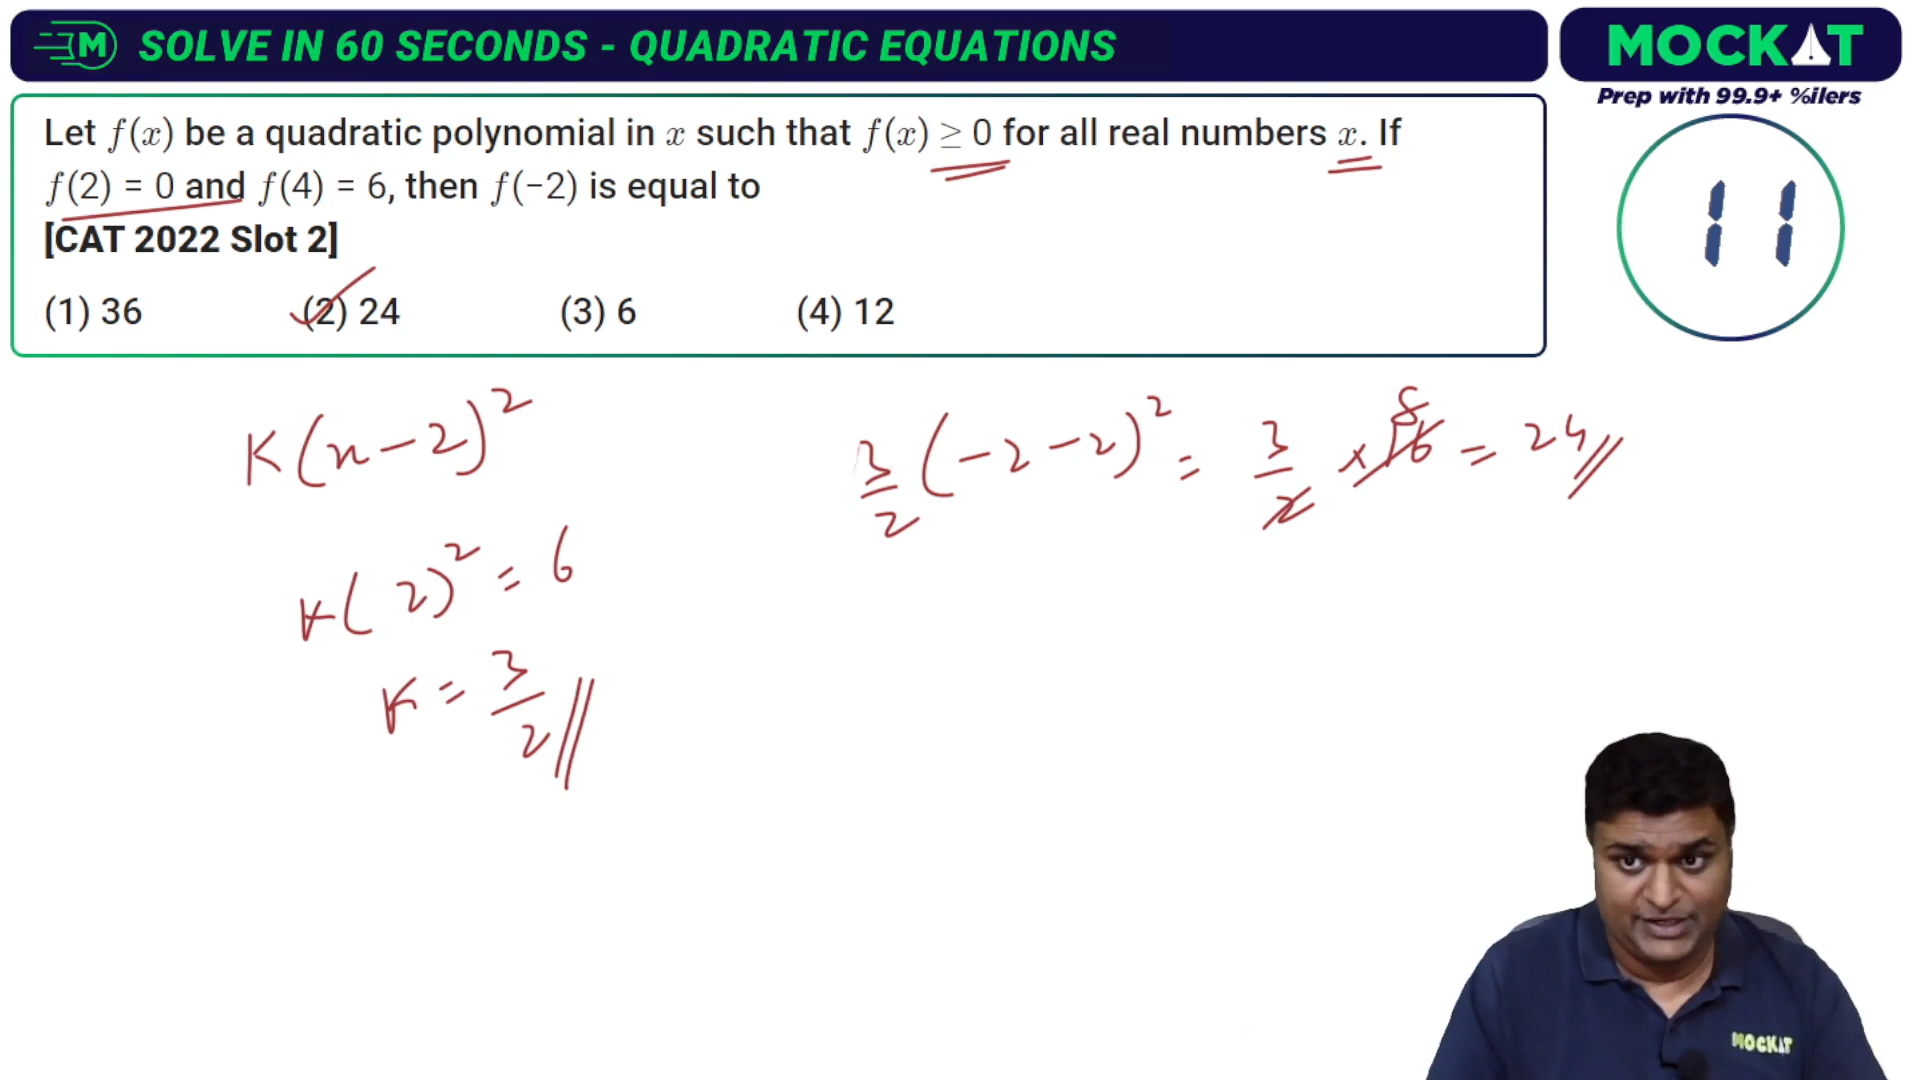 M SOLVE IN 60 SECONDS - QUADRATIC EQUATIONS
MOCKAT
Prep with 99.9+ %ilers
Let f(x) be a quadratic polynomial in x such that f(x) ≥ 0 for all real numbers x. If
f(2) = 0 and f(4) = 6, then f(−2) is equal to
[CAT 2022 Slot 2]
(1) 36 (2) 24 (3) 6 (4) 12
11
K(x-2)²
K(2)² = 6
K = 3/2
3/2 (-2-2)² = 3/2 × 16 8 = 24
MOCKAT